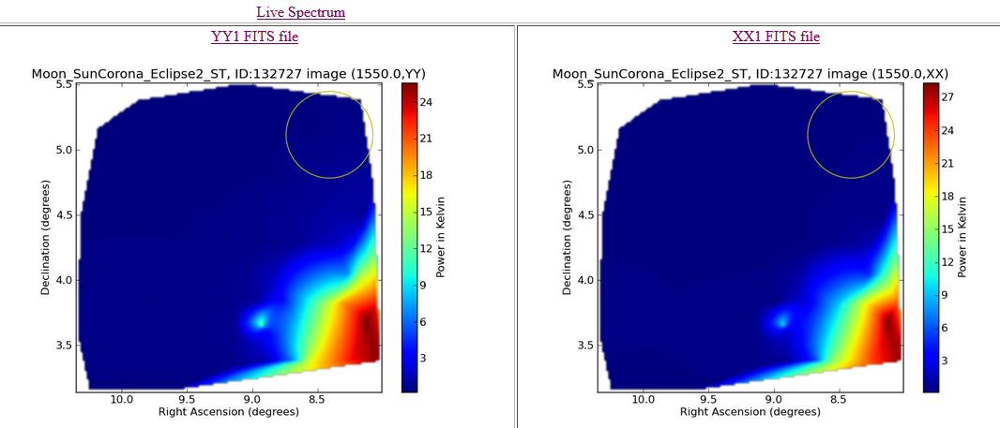 Live Spectrum
YY1 FITS file
XX1 FITS file
Moon_SunCorona_Eclipse2_ST, ID:132727 image (1550.0,YY)
5.5
5.0
4.5
4.0
3.5
Declination (degrees)
10.0 9.5 9.0 8.5
Right Ascension (degrees)
24
21
18
15
12
9
6
3
Power in Kelvin
Moon_SunCorona_Eclipse2_ST, ID:132727 image (1550.0,XX)
5.5
5.0
4.5
4.0
3.5
Declination (degrees)
10.0 9.5 9.0 8.5
Right Ascension (degrees)
27
24
21
18
15
12
9
6
3
Power in Kelvin